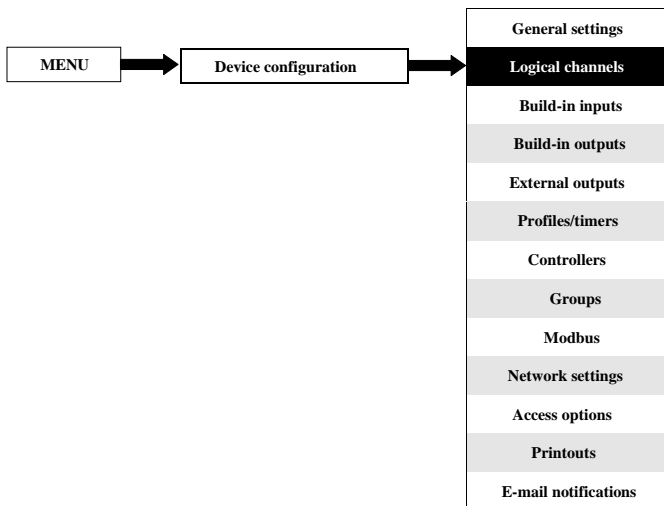 MENU
Device configuration
General settings
Logical channels
Build-in inputs
Build-in outputs
External outputs
Profiles/timers
Controllers
Groups
Modbus
Network settings
Access options
Printouts
E-mail notifications